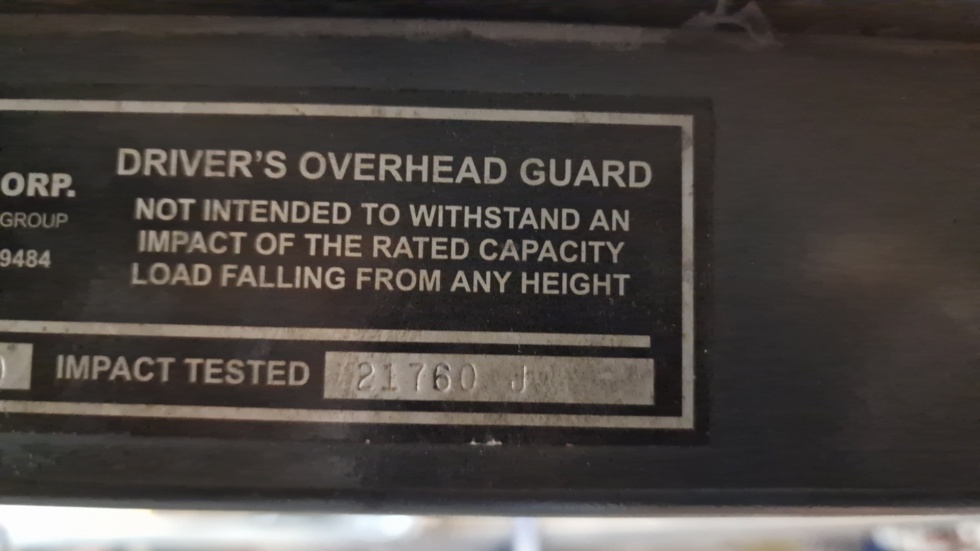 ORP.
GROUP
9484
DRIVER'S OVERHEAD GUARD
NOT INTENDED TO WITHSTAND AN
IMPACT OF THE RATED CAPACITY
LOAD FALLING FROM ANY HEIGHT
IMPACT TESTED 21760 J